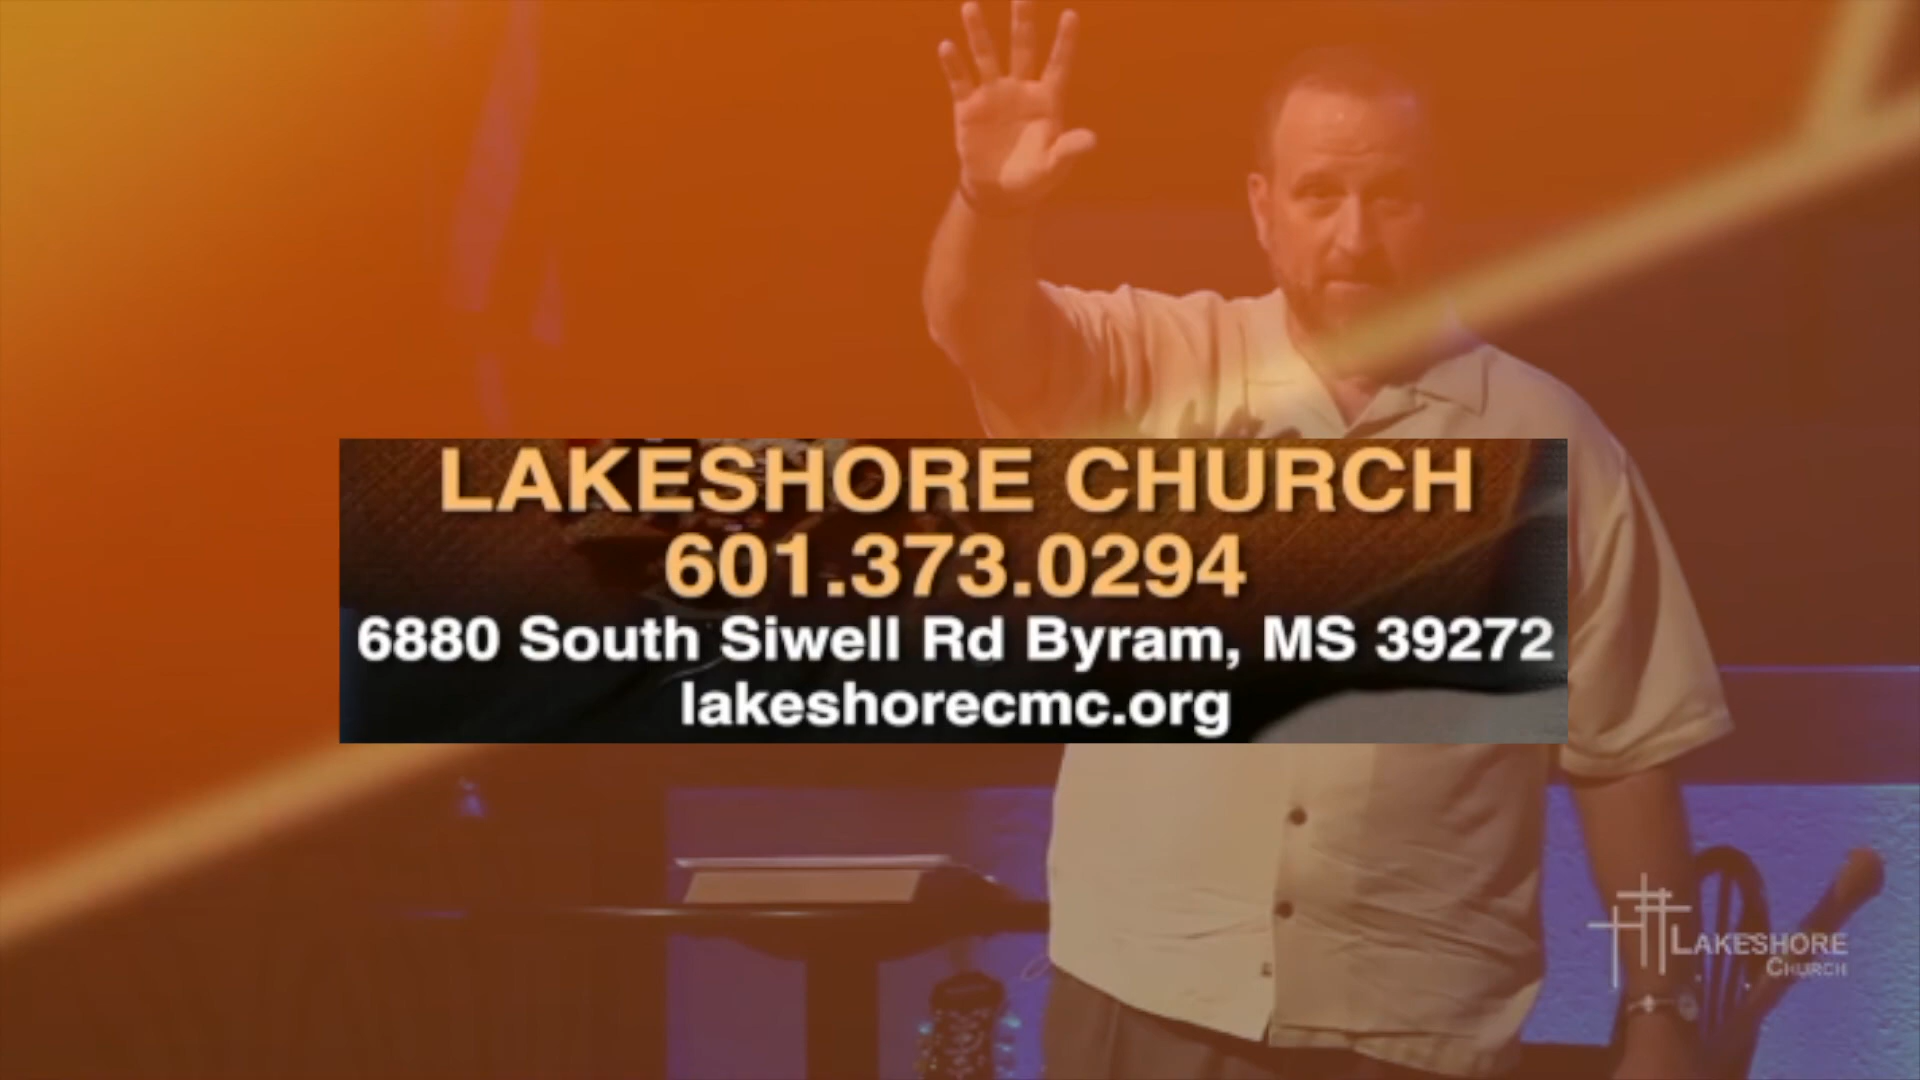 LAKESHORE CHURCH
601.373.0294
6880 South Siwell Rd Byram, MS 39272
lakeshorecmc.org
LAKESHORE
CHURCH